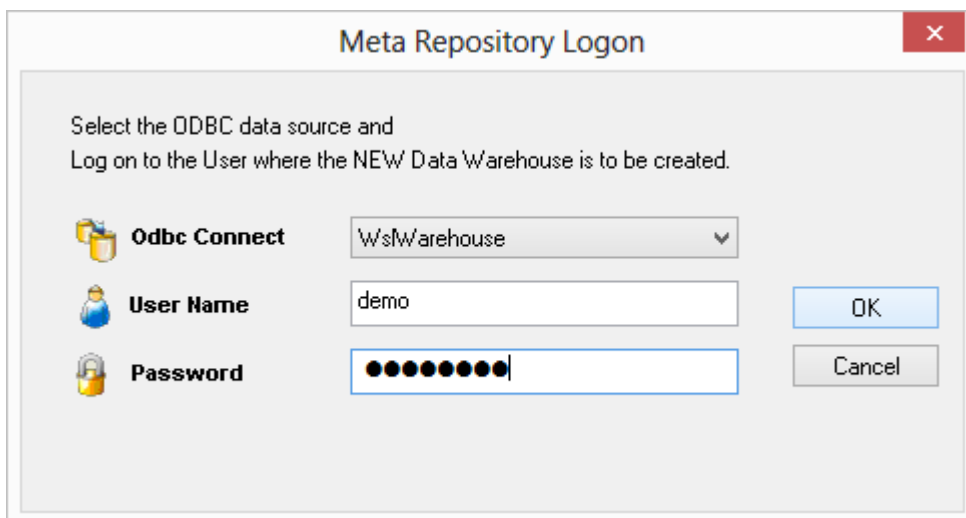 Meta Repository Logon
Select the ODBC data source and
Log on to the User where the NEW Data Warehouse is to be created.
Odbc Connect
WslWarehouse
User Name
demo
OK
Password
●●●●●●●●
Cancel